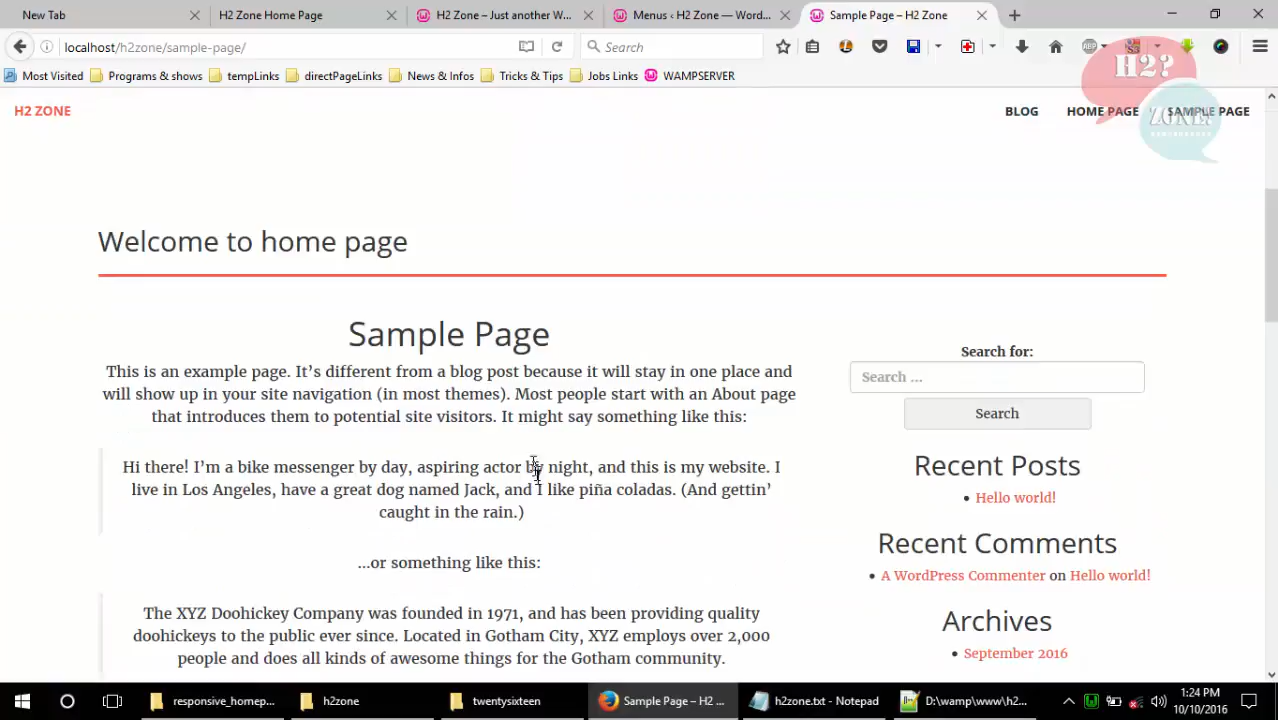 New Tab
H2 Zone Home Page
H2 Zone – Just another W...
Menus ‹ H2 Zone — Word...
Sample Page – H2 Zone
localhost/h2zone/sample-page/
Search
ABP
Most Visited
Programs & shows
tempLinks
directPageLinks
News & Infos
Tricks & Tips
Jobs Links
WAMPSERVER
H2?
ZONE?
H2 ZONE
BLOG
HOME PAGE
SAMPLE PAGE
Welcome to home page
Sample Page
This is an example page. It’s different from a blog post because it will stay in one place and
will show up in your site navigation (in most themes). Most people start with an About page
that introduces them to potential site visitors. It might say something like this:
Hi there! I’m a bike messenger by day, aspiring actor by night, and this is my website. I
live in Los Angeles, have a great dog named Jack, and I like piña coladas. (And gettin’
caught in the rain.)
…or something like this:
The XYZ Doohickey Company was founded in 1971, and has been providing quality
doohickeys to the public ever since. Located in Gotham City, XYZ employs over 2,000
people and does all kinds of awesome things for the Gotham community.
Search for:
Search …
Search
Recent Posts
Hello world!
Recent Comments
A WordPress Commenter on Hello world!
Archives
September 2016
responsive_homep...
h2zone
twentysixteen
Sample Page – H2 ...
h2zone.txt - Notepad
D:\wamp\www\h2...
1:24 PM
10/10/2016